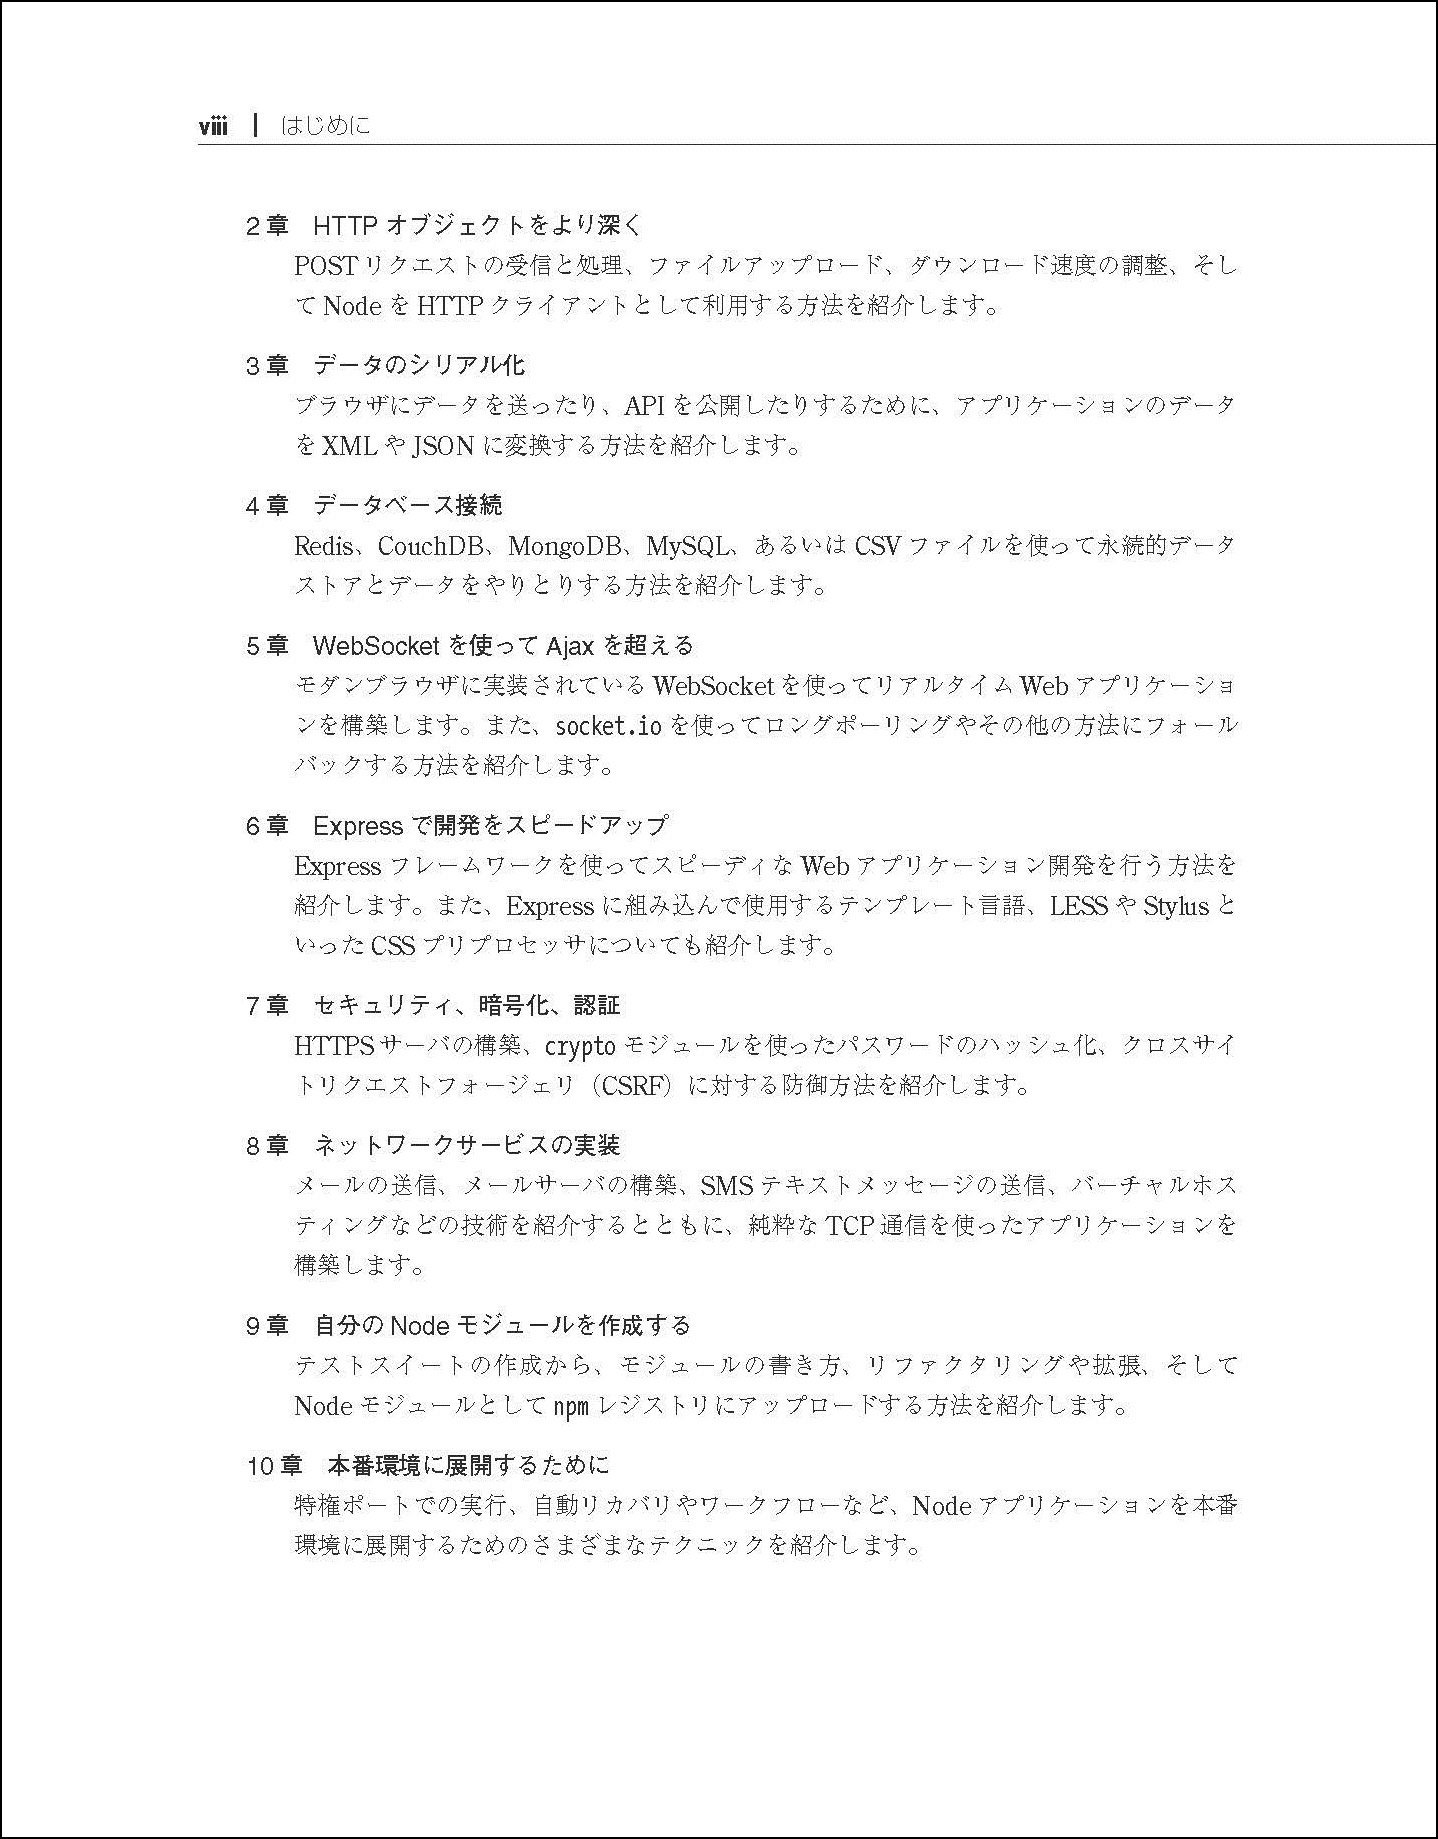 viii | はじめに
2章　HTTP オブジェクトをより深く
POST リクエストの受信と処理、ファイルアップロード、ダウンロード速度の調整、そし
て Node を HTTP クライアントとして利用する方法を紹介します。
3章　データのシリアル化
ブラウザにデータを送ったり、API を公開したりするために、アプリケーションのデータ
を XML や JSON に変換する方法を紹介します。
4章　データベース接続
Redis、CouchDB、MongoDB、MySQL、あるいは CSV ファイルを使って永続的データ
ストアとデータをやりとりする方法を紹介します。
5章　WebSocket を使って Ajax を超える
モダンブラウザに実装されている WebSocket を使ってリアルタイム Web アプリケーショ
ンを構築します。また、socket.io を使ってロングポーリングやその他の方法にフォール
バックする方法を紹介します。
6章　Express で開発をスピードアップ
Express フレームワークを使ってスピーディな Web アプリケーション開発を行う方法を
紹介します。また、Express に組み込んで使用するテンプレート言語、LESS や Stylus と
いった CSS プリプロセッサについても紹介します。
7章　セキュリティ、暗号化、認証
HTTPS サーバの構築、crypto モジュールを使ったパスワードのハッシュ化、クロスサイ
トリクエストフォージェリ（CSRF）に対する防御方法を紹介します。
8章　ネットワークサービスの実装
メールの送信、メールサーバの構築、SMS テキストメッセージの送信、バーチャルホス
ティングなどの技術を紹介するとともに、純粋な TCP 通信を使ったアプリケーションを
構築します。
9章　自分の Node モジュールを作成する
テストスイートの作成から、モジュールの書き方、リファクタリングや拡張、そして
Node モジュールとして npm レジストリにアップロードする方法を紹介します。
10章　本番環境に展開するために
特権ポートでの実行、自動リカバリやワークフローなど、Node アプリケーションを本番
環境に展開するためのさまざまなテクニックを紹介します。